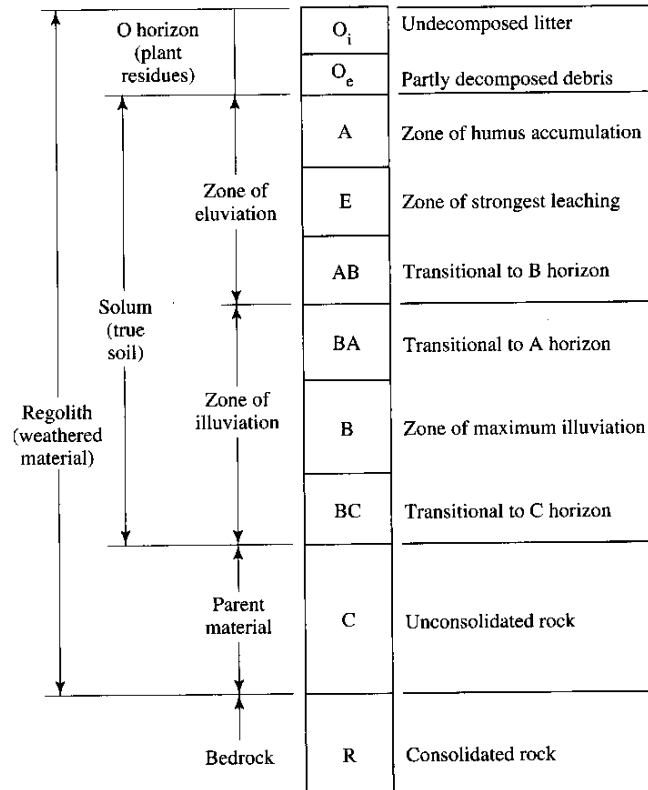 O horizon
(plant
residues)
Oi
Undecomposed litter
Oe
Partly decomposed debris
A
Zone of humus accumulation
Zone of
eluviation
E
Zone of strongest leaching
AB
Transitional to B horizon
Solum
(true
soil)
BA
Transitional to A horizon
Regolith
(weathered
material)
Zone of
illuviation
B
Zone of maximum illuviation
BC
Transitional to C horizon
Parent
material
C
Unconsolidated rock
Bedrock
R
Consolidated rock